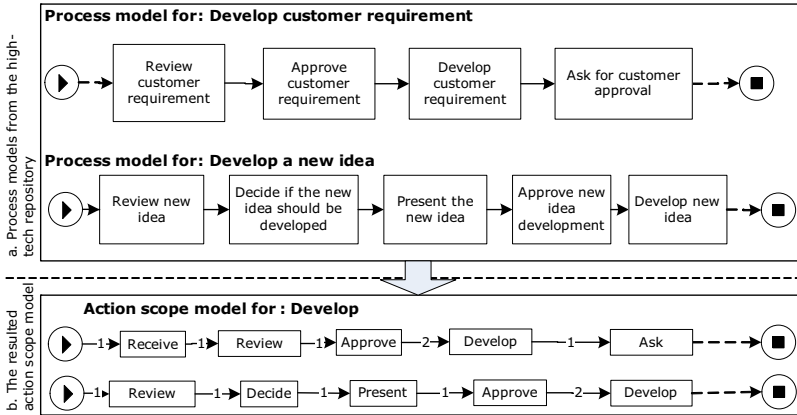 Process model for: Develop customer requirement
Review
customer
requirement
Approve
customer
requirement
Develop
customer
requirement
Ask for customer
approval
Process model for: Develop a new idea
Review new
idea
Decide if the new
idea should be
developed
Present the
new idea
Approve new
idea
development
Develop new
idea
a. Process models from the high-
tech repository
Action scope model for : Develop
1 Receive 1 Review 1 Approve 2 Develop 1 Ask
1 Review 1 Decide 1 Present 1 Approve 2 Develop
b. The resulted
action scope model